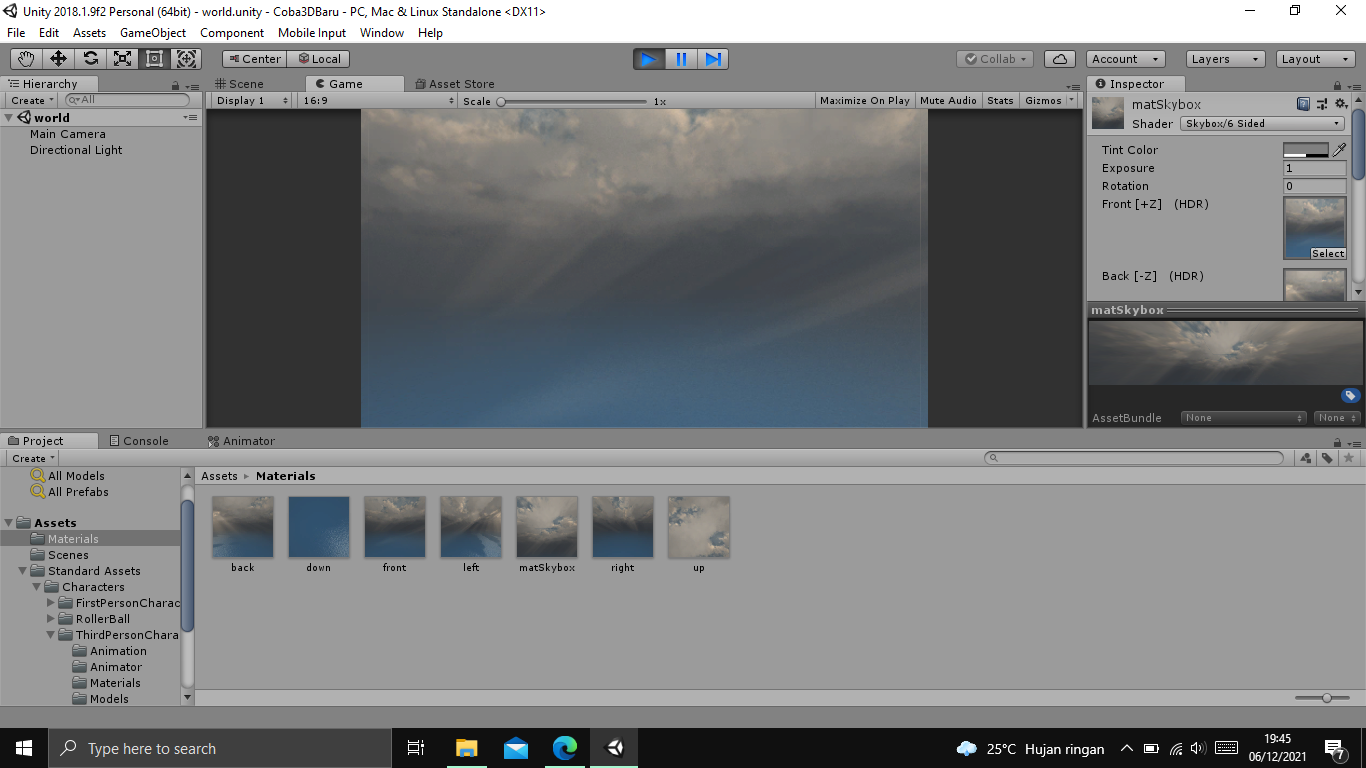 Unity 2018.1.9f2 Personal (64bit) - world.unity - Coba3DBaru - PC, Mac & Linux Standalone <DX11>
File Edit Assets GameObject Component Mobile Input Window Help
Center Local Collab Account Layers Layout
Hierarchy
Create All
world
Main Camera
Directional Light
Scene Game Asset Store
Display 1 16:9 Scale 1x Maximize On Play Mute Audio Stats Gizmos
Inspector
matSkybox
Shader Skybox/6 Sided
Tint Color
Exposure 1
Rotation 0
Front [+Z] (HDR)
Select
Back [-Z] (HDR)
matSkybox
AssetBundle None None
Project Console Animator
Create
All Models
All Prefabs
Assets
Materials
Scenes
Standard Assets
Characters
FirstPersonCharac
RollerBall
ThirdPersonChara
Animation
Animator
Materials
Models
Assets Materials
back down front left matSkybox right up
Type here to search
25°C Hujan ringan
19:45
06/12/2021
7